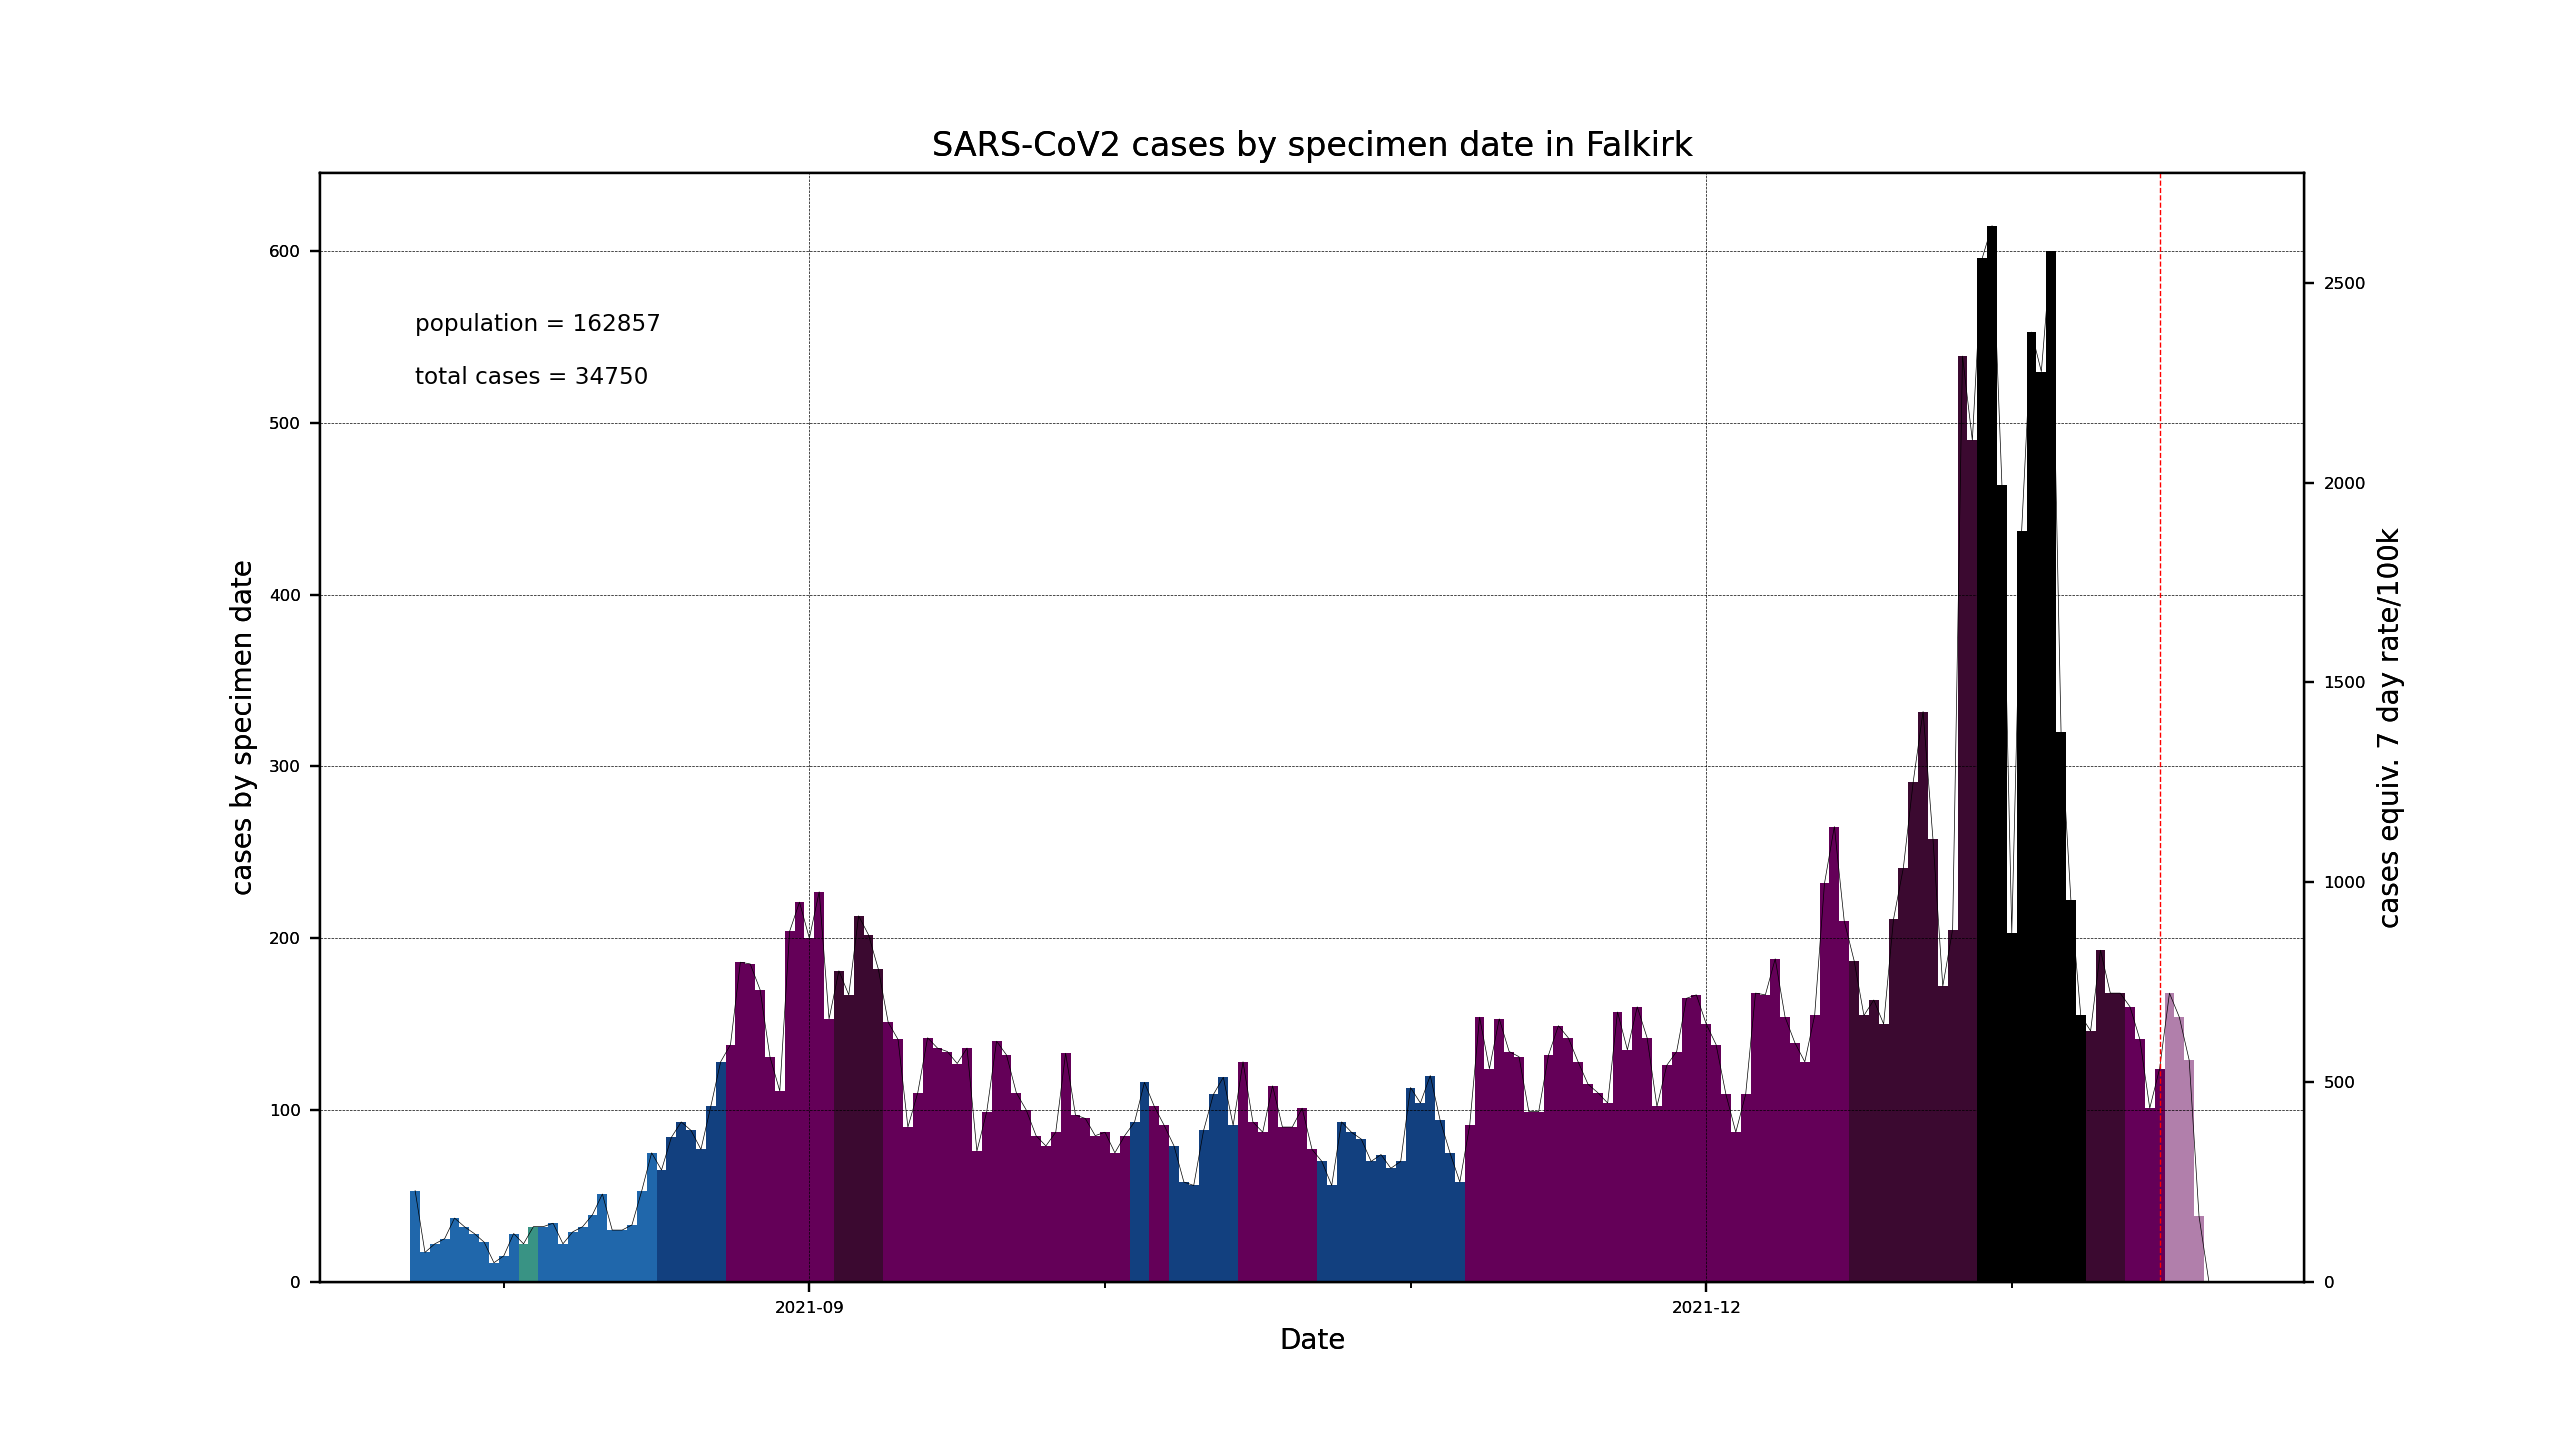 SARS-CoV2 cases by specimen date in Falkirk
population = 162857
total cases = 34750
cases by specimen date
600
500
400
300
200
100
0
2500
2000
1500
1000
500
0
cases equiv. 7 day rate/100k
2021-09
2021-12
Date